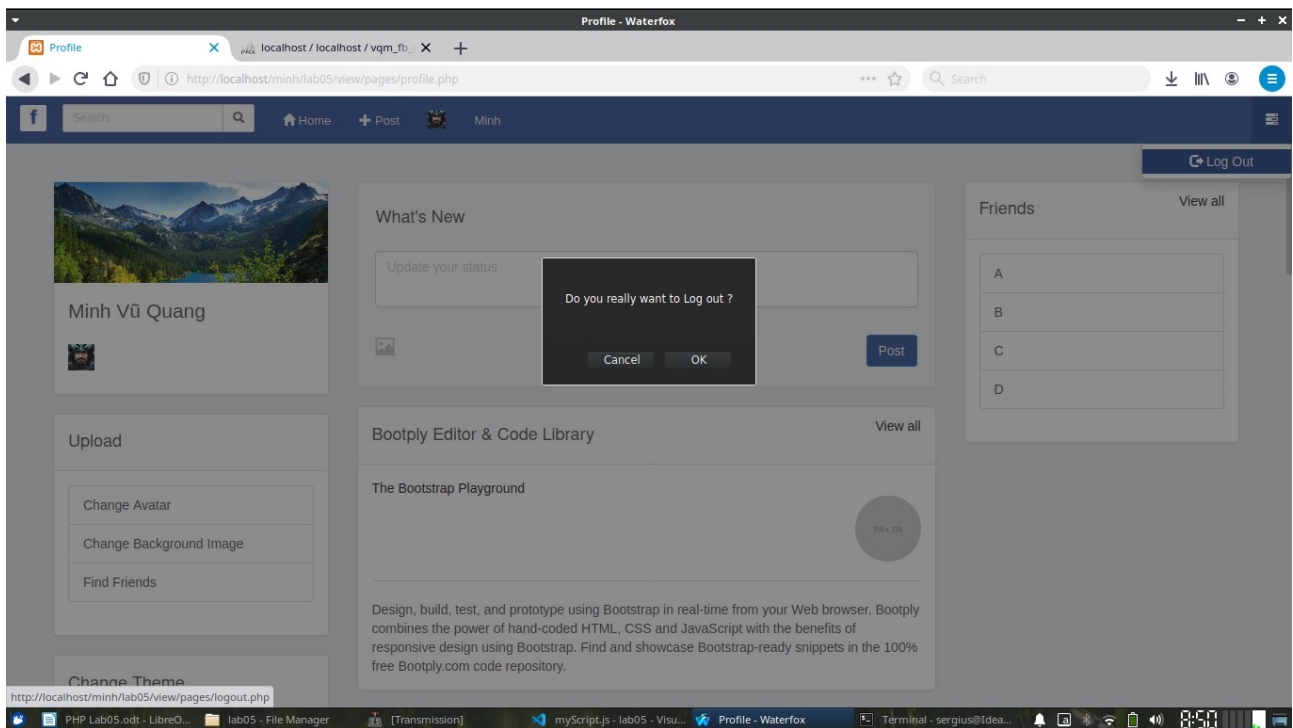 Profile - Waterfox
Profile
localhost / localhost / vqm_fb_
http://localhost/minh/lab05/view/pages/profile.php
Search
f
Search
Home
Post
Minh
Log Out
Minh Vũ Quang
Upload
Change Avatar
Change Background Image
Find Friends
Change Theme
What's New
Update your status
Post
Do you really want to Log out ?
Cancel
OK
Bootply Editor & Code Library
View all
The Bootstrap Playground
150 x 150
Design, build, test, and prototype using Bootstrap in real-time from your Web browser. Bootply
combines the power of hand-coded HTML, CSS and JavaScript with the benefits of
responsive design using Bootstrap. Find and showcase Bootstrap-ready snippets in the 100%
free Bootply.com code repository.
Friends
View all
A
B
C
D
http://localhost/minh/lab05/view/pages/logout.php
PHP Lab05.odt - LibreO...
lab05 - File Manager
[Transmission]
myScript.js - lab05 - Visu...
Profile - Waterfox
Terminal - sergius@Idea...
a
8:50